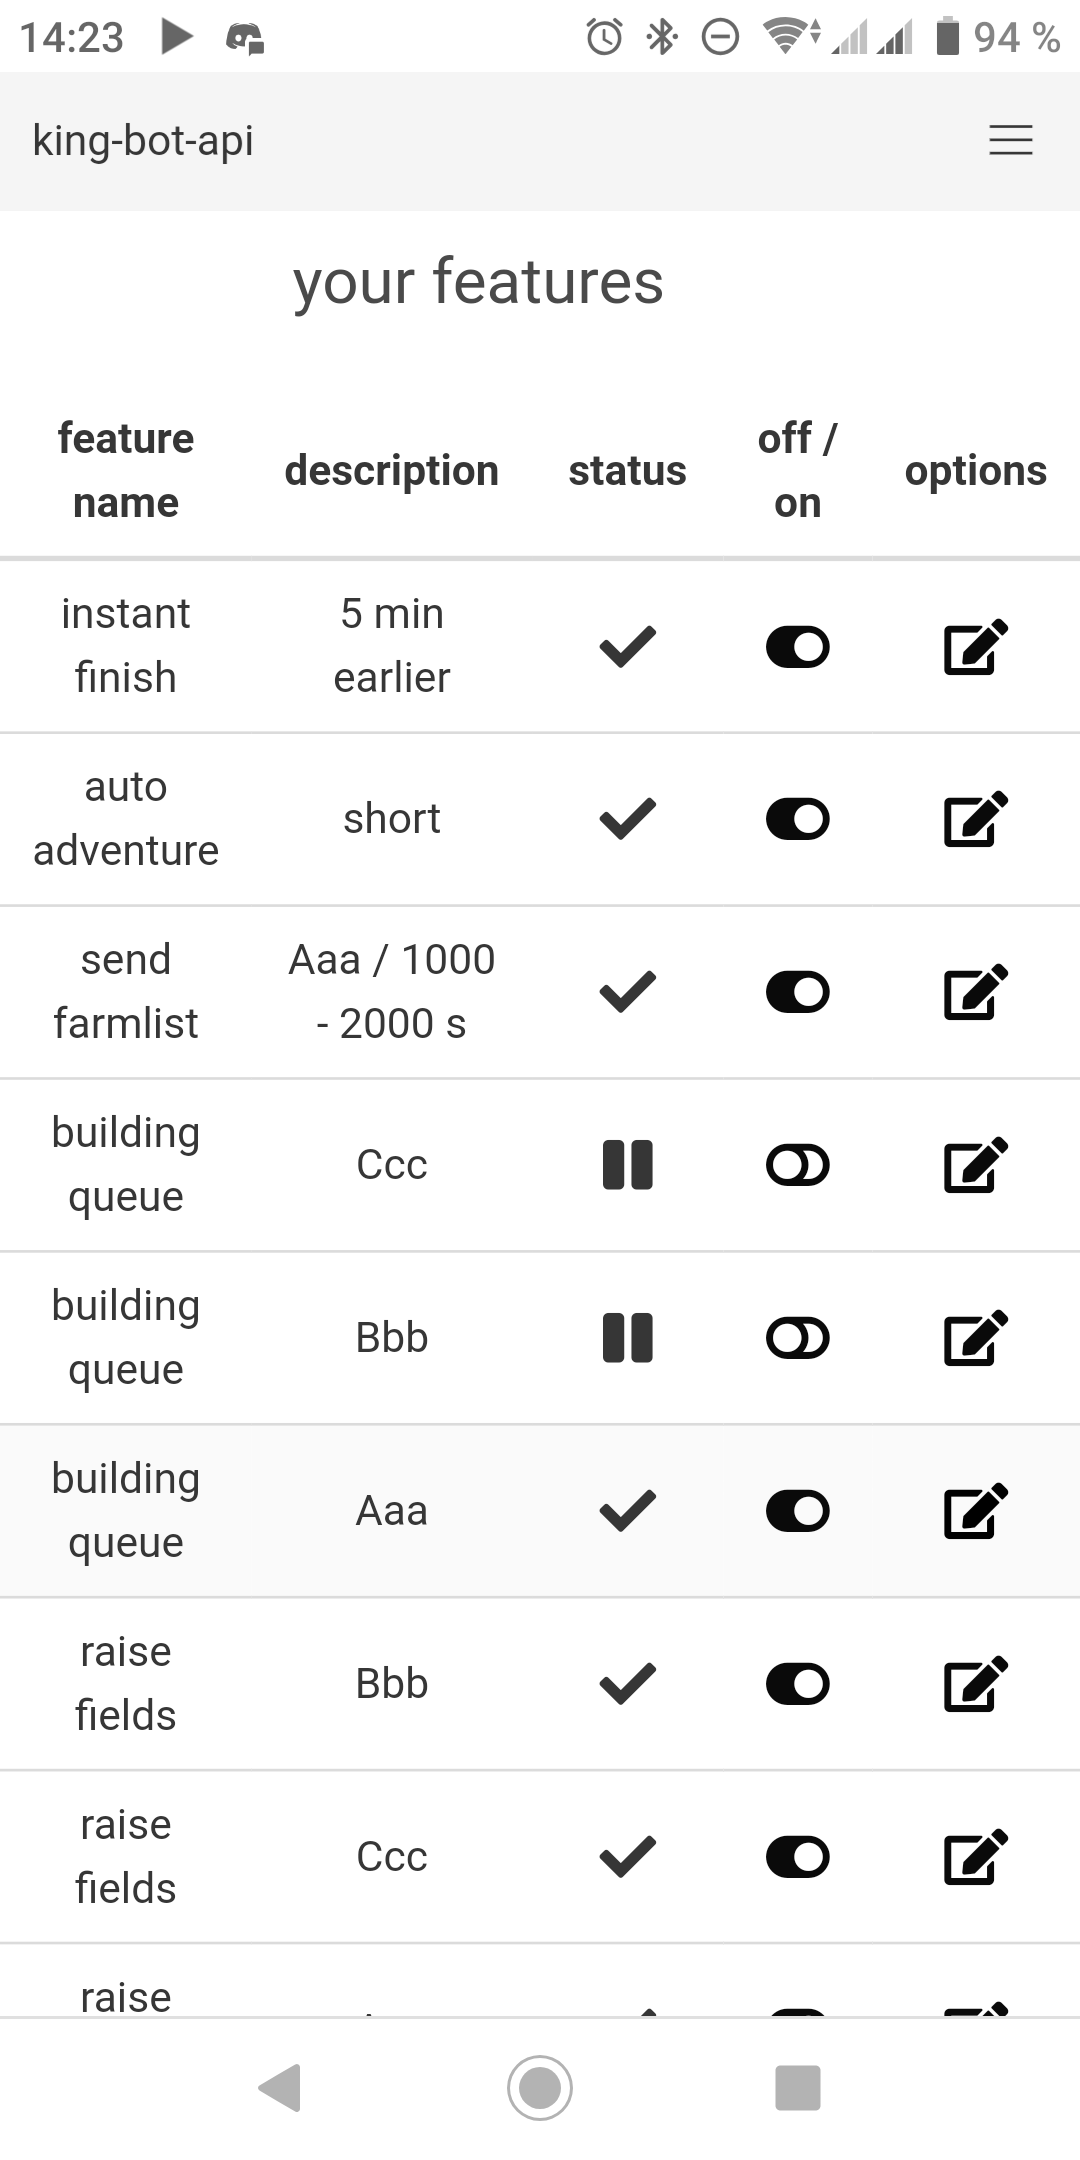 14:23
94 %
king-bot-api
your features
feature
name
description
status
off /
on
options
instant
finish
5 min
earlier
auto
adventure
short
send
farmlist
Aaa / 1000
- 2000 s
building
queue
Ccc
building
queue
Bbb
building
queue
Aaa
raise
fields
Bbb
raise
fields
Ccc
raise